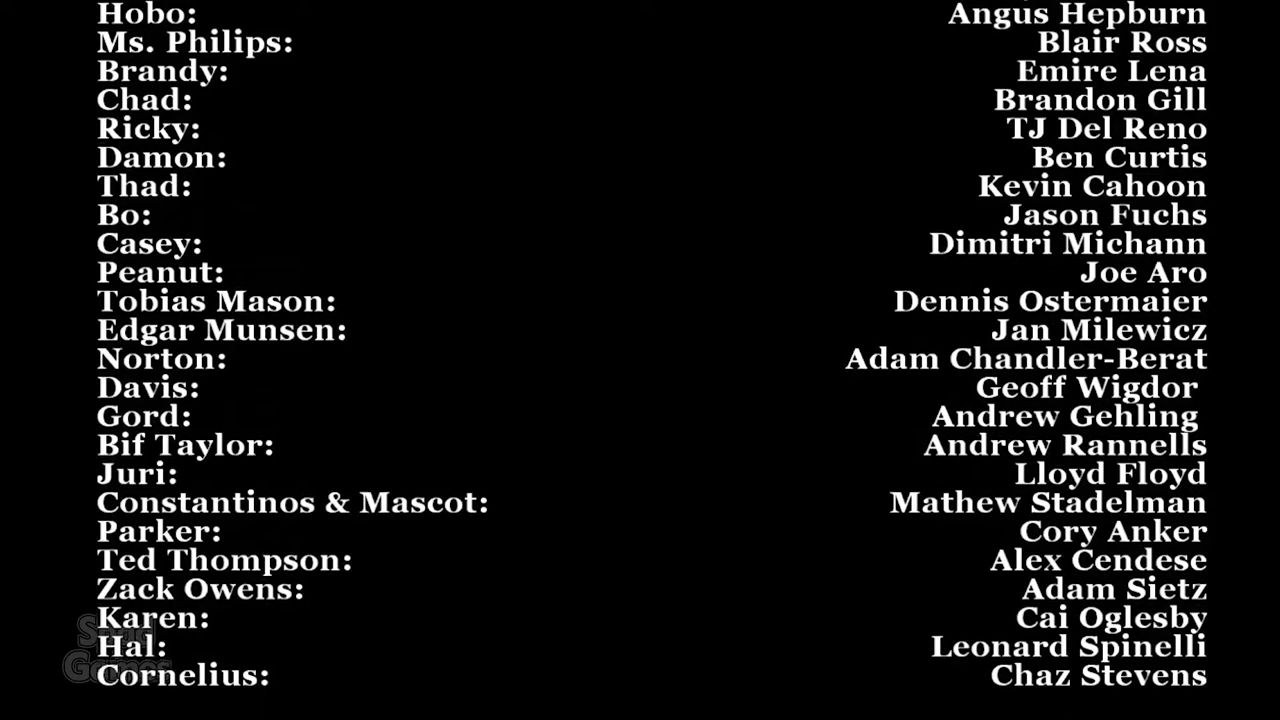 Hobo: Angus Hepburn
Ms. Philips: Blair Ross
Brandy: Emire Lena
Chad: Brandon Gill
Ricky: TJ Del Reno
Damon: Ben Curtis
Thad: Kevin Cahoon
Bo: Jason Fuchs
Casey: Dimitri Michann
Peanut: Joe Aro
Tobias Mason: Dennis Ostermaier
Edgar Munsen: Jan Milewicz
Norton: Adam Chandler-Berat
Davis: Geoff Wigdor
Gord: Andrew Gehling
Bif Taylor: Andrew Rannells
Juri: Lloyd Floyd
Constantinos & Mascot: Mathew Stadelman
Parker: Cory Anker
Ted Thompson: Alex Cendese
Zack Owens: Adam Sietz
Karen: Cai Oglesby
Hal: Leonard Spinelli
Cornelius: Chaz Stevens
Games